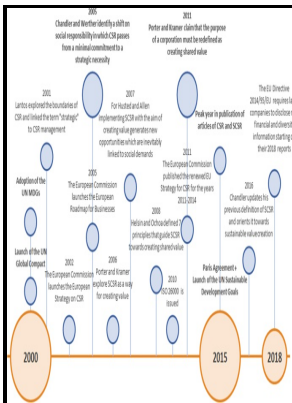 2005
Chandler and Werther identify a shift on
social responsibility in which CSR passes
from a minimal commitment to a
strategic necessity
2011
Porter and Kramer claim that the purpose
of a corporation must be redefined as
creating shared value
2001
Lantos explored the boundaries of
CSR and linked the term "strategic"
to CSR management
2007
For Husted and Allen
implementing SCSR with the aim of
creating value generates new
opportunities which are inevitably
linked to social demands
Peak year in publication of
articles of CSR and SCSR
The EU Directive
2014/95/EU requires la
companies to disclose
financial and diversi
information starting
their 2018 reports
Adoption of the
UN MDGs
2005
The European Commission
launches the European
Roadmap for Businesses
2011
The European Commission
published the renewed EU
Strategy for CSR for the years
2011-2014
2016
Chandler updates his
previous definition of SCSR
and orients it towards
sustainable value creation
Launch of the UN
Global Compact
2002
The European Commission
launches the European
Strategy on CSR
2006
Porter and Kramer
explore SCSR as a way
for creating value
2008
Heslin and Ochoa defined 7
principles that guide SCSR
towards creating shared value
2010
ISO 26000 is
issued
Paris Agreement +
Launch of the UN Sustainable
Development Goals
2000
2015
2018